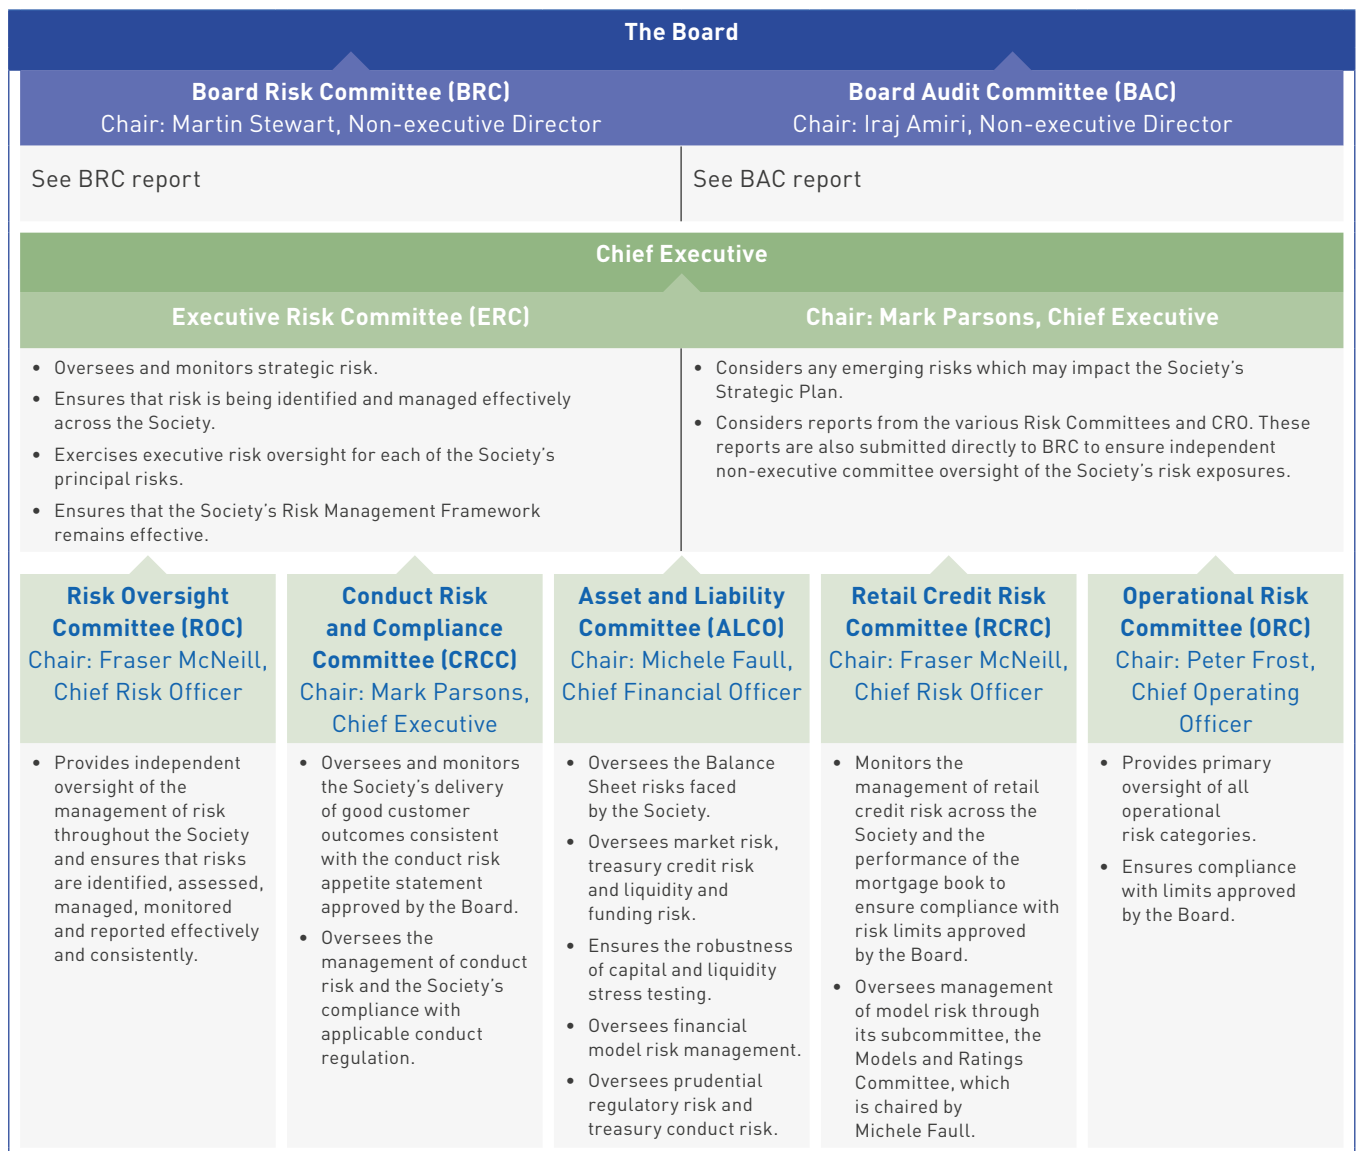 The Board
Board Risk Committee (BRC)
Chair: Martin Stewart, Non-executive Director
Board Audit Committee (BAC)
Chair: Iraj Amiri, Non-executive Director
See BRC report
See BAC report
Chief Executive
Executive Risk Committee (ERC)
Chair: Mark Parsons, Chief Executive
• Oversees and monitors strategic risk.
• Ensures that risk is being identified and managed effectively
across the Society.
• Exercises executive risk oversight for each of the Society’s
principal risks.
• Ensures that the Society’s Risk Management Framework
remains effective.
• Considers any emerging risks which may impact the Society’s
Strategic Plan.
• Considers reports from the various Risk Committees and CRO. These
reports are also submitted directly to BRC to ensure independent
non-executive committee oversight of the Society’s risk exposures.
Risk Oversight
Committee (ROC)
Chair: Fraser McNeill,
Chief Risk Officer
• Provides independent
oversight of the
management of risk
throughout the Society
and ensures that risks
are identified, assessed,
managed, monitored
and reported effectively
and consistently.
Conduct Risk
and Compliance
Committee (CRCC)
Chair: Mark Parsons,
Chief Executive
• Oversees and monitors
the Society’s delivery
of good customer
outcomes consistent
with the conduct risk
appetite statement
approved by the Board.
• Oversees the
management of conduct
risk and the Society’s
compliance with
applicable conduct
regulation.
Asset and Liability
Committee (ALCO)
Chair: Michele Faull,
Chief Financial Officer
• Oversees the Balance
Sheet risks faced
by the Society.
• Oversees market risk,
treasury credit risk
and liquidity and
funding risk.
• Ensures the robustness
of capital and liquidity
stress testing.
• Oversees financial
model risk management.
• Oversees prudential
regulatory risk and
treasury conduct risk.
Retail Credit Risk
Committee (RCRC)
Chair: Fraser McNeill,
Chief Risk Officer
• Monitors the
management of retail
credit risk across the
Society and the
performance of the
mortgage book to
ensure compliance with
risk limits approved
by the Board.
• Oversees management
of model risk through
its subcommittee, the
Models and Ratings
Committee, which
is chaired by
Michele Faull.
Operational Risk
Committee (ORC)
Chair: Peter Frost,
Chief Operating
Officer
• Provides primary
oversight of all
operational
risk categories.
• Ensures compliance
with limits approved
by the Board.